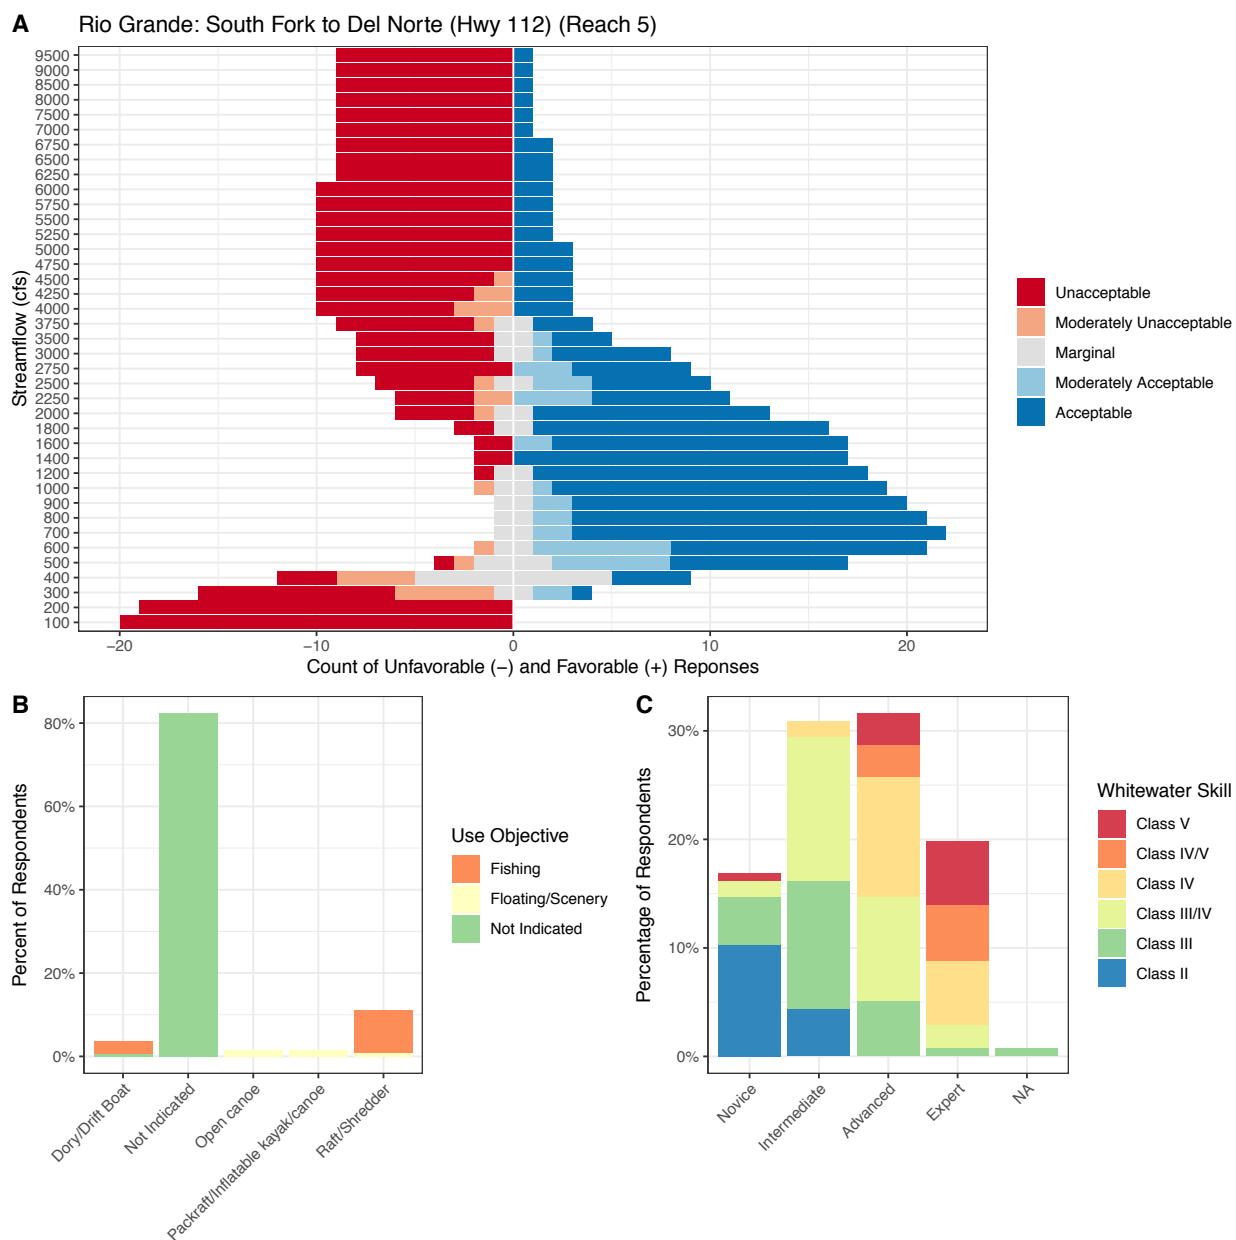 A
Rio Grande: South Fork to Del Norte (Hwy 112) (Reach 5)
Streamflow (cfs)
9500
9000
8500
8000
7500
7000
6750
6500
6250
6000
5750
5500
5250
5000
4750
4500
4250
4000
3750
3500
3000
2750
2500
2250
2000
1800
1600
1400
1200
1000
900
800
700
600
500
400
300
200
100
−20 −10 0 10 20
Count of Unfavorable (−) and Favorable (+) Reponses
Unacceptable
Moderately Unacceptable
Marginal
Moderately Acceptable
Acceptable
B
Percent of Respondents
80%
60%
40%
20%
0%
Dory/Drift Boat
Not Indicated
Open canoe
Packraft/Inflatable kayak/canoe
Raft/Shredder
Use Objective
Fishing
Floating/Scenery
Not Indicated
C
Percentage of Respondents
30%
20%
10%
0%
Novice
Intermediate
Advanced
Expert
NA
Whitewater Skill
Class V
Class IV/V
Class IV
Class III/IV
Class III
Class II